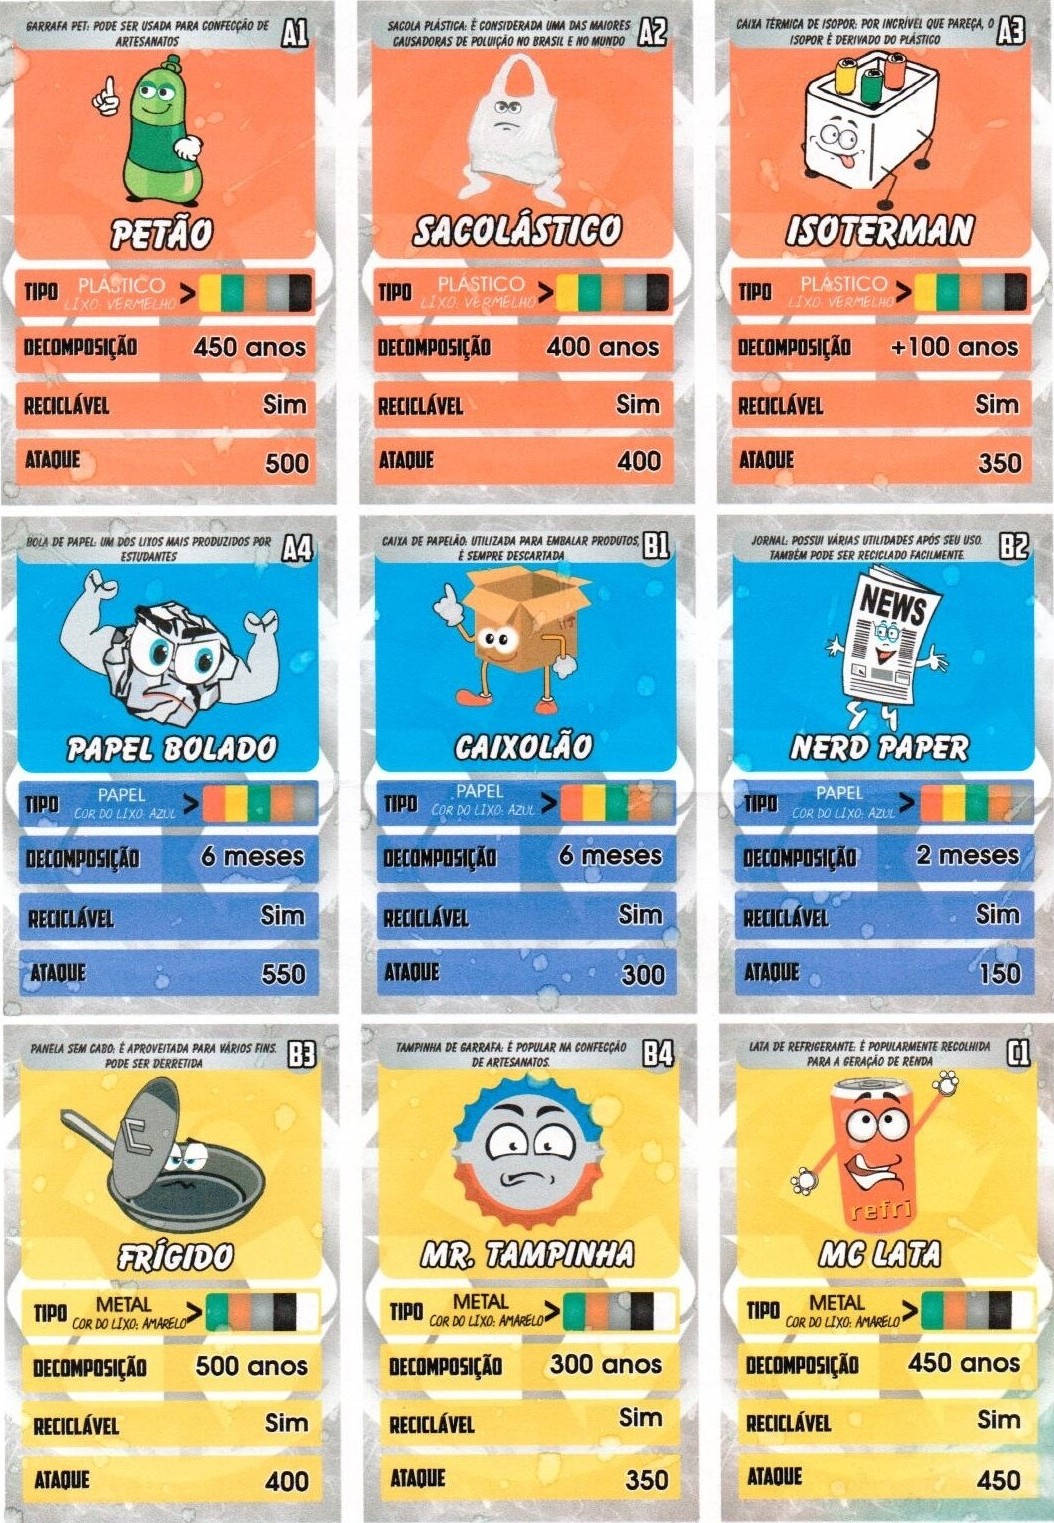 GARRAFA PET: PODE SER USADA PARA CONFECÇÃO DE
ARTESANATOS
A1
PETÃO
TIPO PLÁSTICO >
LIXO: VERMELHO
DECOMPOSIÇÃO 450 anos
RECICLÁVEL Sim
ATAQUE 500
SACOLA PLÁSTICA: É CONSIDERADA UMA DAS MAIORES
CAUSADORAS DE POLUIÇÃO NO BRASIL E NO MUNDO
A2
SACOLÁSTICO
TIPO PLÁSTICO >
LIXO: VERMELHO
DECOMPOSIÇÃO 400 anos
RECICLÁVEL Sim
ATAQUE 400
CAIXA TÉRMICA DE ISOPOR: POR INCRÍVEL QUE PAREÇA, O
ISOPOR É DERIVADO DO PLÁSTICO
A3
ISOTERMAN
TIPO PLÁSTICO >
LIXO: VERMELHO
DECOMPOSIÇÃO +100 anos
RECICLÁVEL Sim
ATAQUE 350
BOLA DE PAPEL: UM DOS LIXOS MAIS PRODUZIDOS POR
ESTUDANTES
A4
PAPEL BOLADO
TIPO PAPEL >
COR DO LIXO: AZUL
DECOMPOSIÇÃO 6 meses
RECICLÁVEL Sim
ATAQUE 550
CAIXA DE PAPELÃO: UTILIZADA PARA EMBALAR PRODUTOS,
É SEMPRE DESCARTADA
B1
CAIXOLÃO
TIPO PAPEL >
COR DO LIXO: AZUL
DECOMPOSIÇÃO 6 meses
RECICLÁVEL Sim
ATAQUE 300
JORNAL: POSSUI VÁRIAS UTILIDADES APÓS SEU USO.
TAMBÉM PODE SER RECICLADO FACILMENTE.
B2
NEWS
NERD PAPER
TIPO PAPEL >
COR DO LIXO: AZUL
DECOMPOSIÇÃO 2 meses
RECICLÁVEL Sim
ATAQUE 150
PANELA SEM CABO: É APROVEITADA PARA VÁRIOS FINS.
PODE SER DERRETIDA
B3
FRÍGIDO
TIPO METAL >
COR DO LIXO: AMARELO
DECOMPOSIÇÃO 500 anos
RECICLÁVEL Sim
ATAQUE 400
TAMPINHA DE GARRAFA: É POPULAR NA CONFECÇÃO
DE ARTESANATOS.
B4
MR. TAMPINHA
TIPO METAL >
COR DO LIXO: AMARELO
DECOMPOSIÇÃO 300 anos
RECICLÁVEL Sim
ATAQUE 350
LATA DE REFRIGERANTE: É POPULARMENTE RECOLHIDA
PARA A GERAÇÃO DE RENDA
C1
refri
MC LATA
TIPO METAL >
COR DO LIXO: AMARELO
DECOMPOSIÇÃO 450 anos
RECICLÁVEL Sim
ATAQUE 450